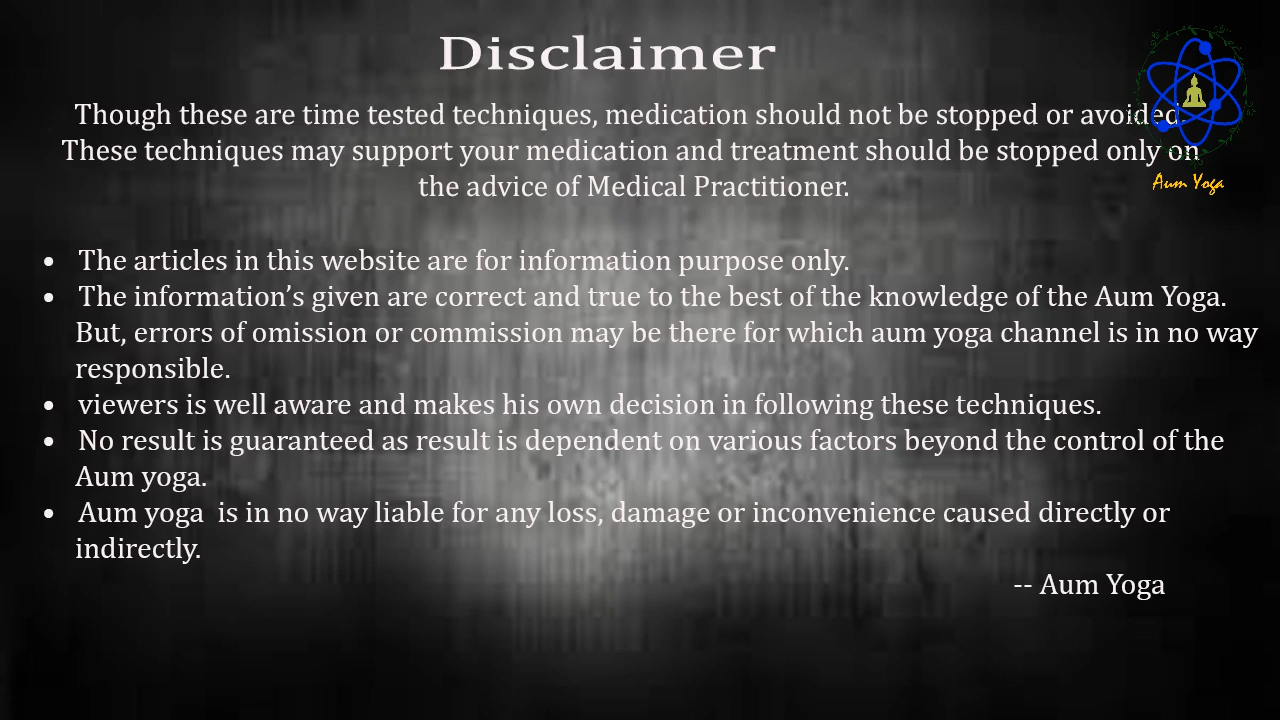 Disclaimer
Though these are time tested techniques, medication should not be stopped or avoided.
These techniques may support your medication and treatment should be stopped only on
the advice of Medical Practitioner.
Aum Yoga
• The articles in this website are for information purpose only.
• The information’s given are correct and true to the best of the knowledge of the Aum Yoga.
But, errors of omission or commission may be there for which aum yoga channel is in no way
responsible.
• viewers is well aware and makes his own decision in following these techniques.
• No result is guaranteed as result is dependent on various factors beyond the control of the
Aum yoga.
• Aum yoga  is in no way liable for any loss, damage or inconvenience caused directly or
indirectly.
-- Aum Yoga